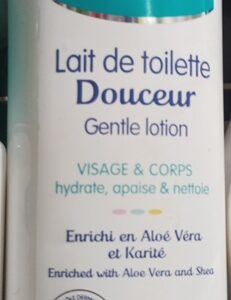 Lait de toilette
Douceur
Gentle lotion
VISAGE & CORPS
hydrate, apaise & nettoie
Enrichi en Aloé Véra
et Karité
Enriched with Aloe Vera and Shea